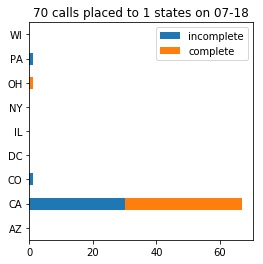 70 calls placed to 1 states on 07-18
incomplete
complete
WI
PA
OH
NY
IL
DC
CO
CA
AZ
0 20 40 60